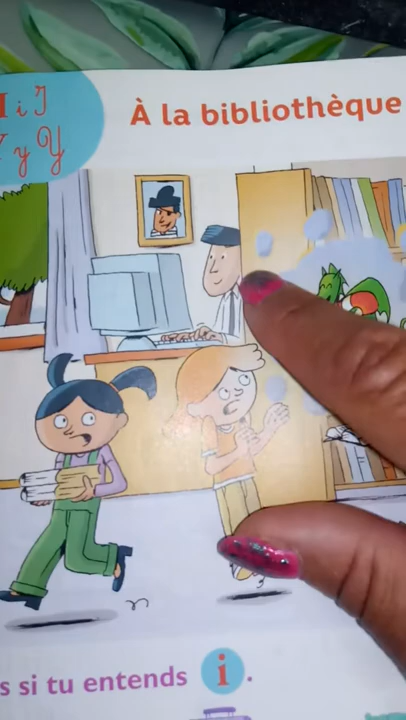 i I
À la bibliothèque
y Y
si tu entends i.